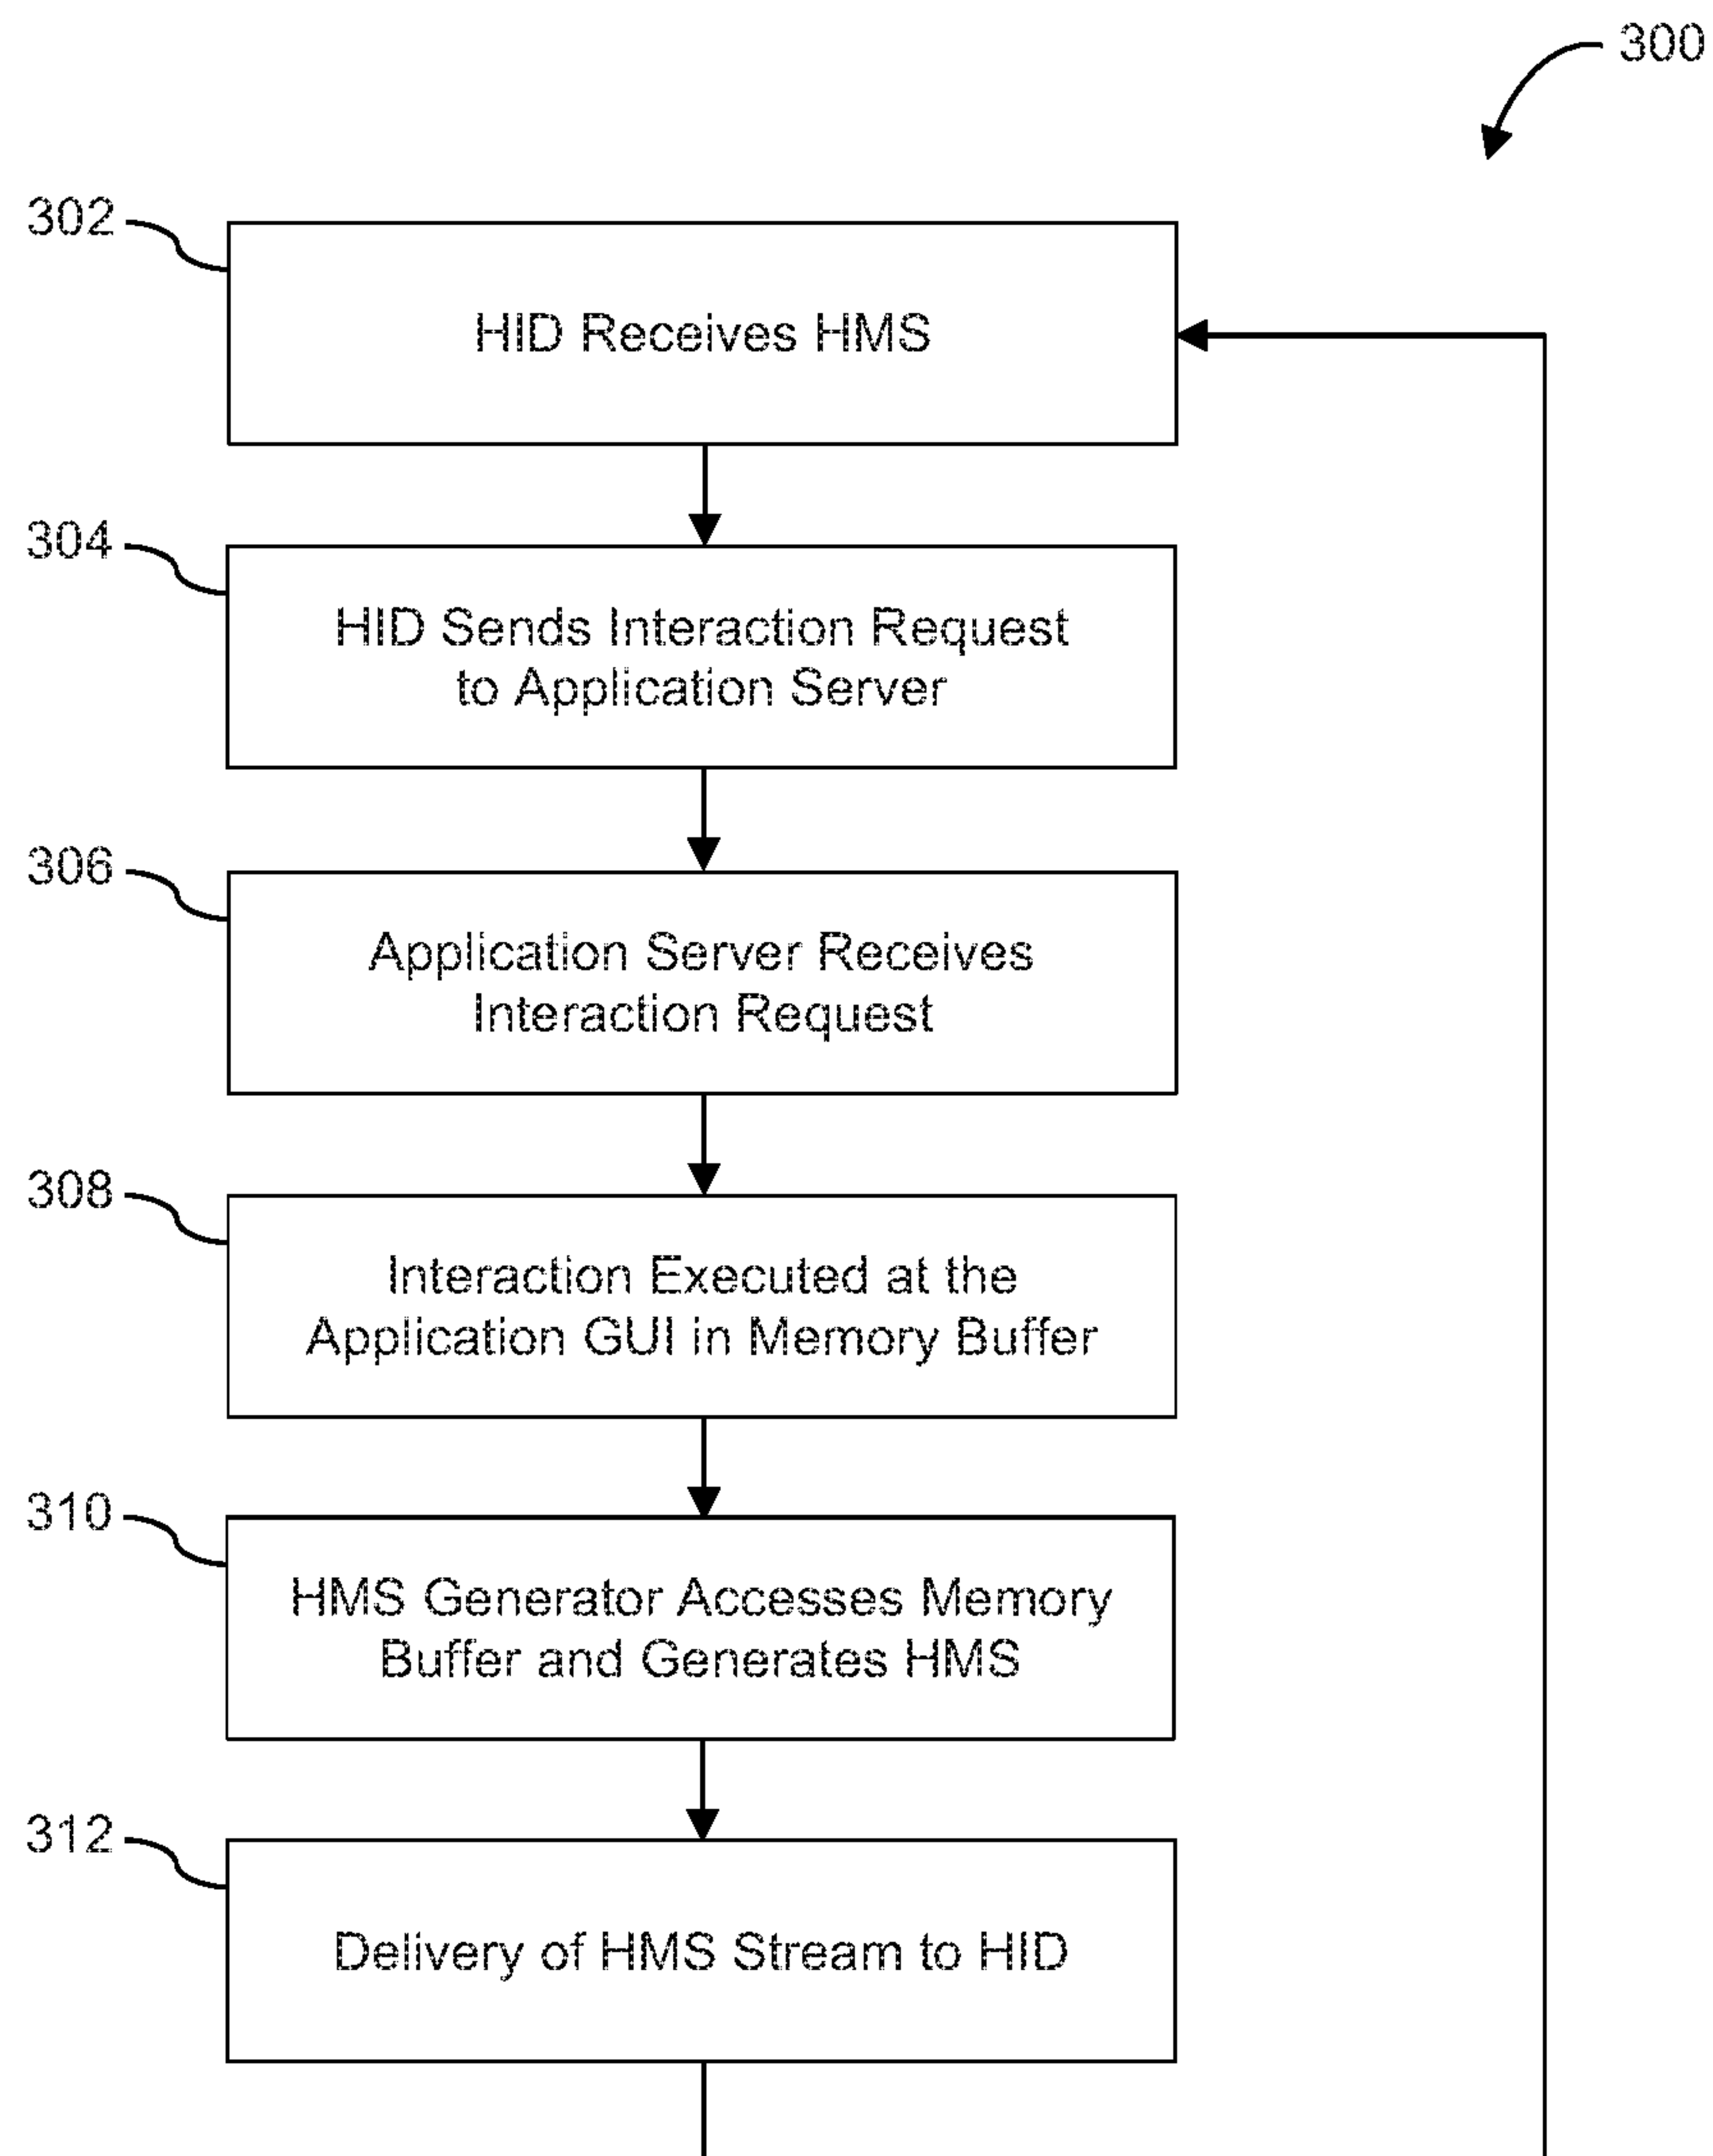 300
302
HID Receives HMS
304
HID Sends Interaction Request
to Application Server
306
Application Server Receives
Interaction Request
308
Interaction Executed at the
Application GUI in Memory Buffer
310
HMS Generator Accesses Memory
Buffer and Generates HMS
312
Delivery of HMS Stream to HID